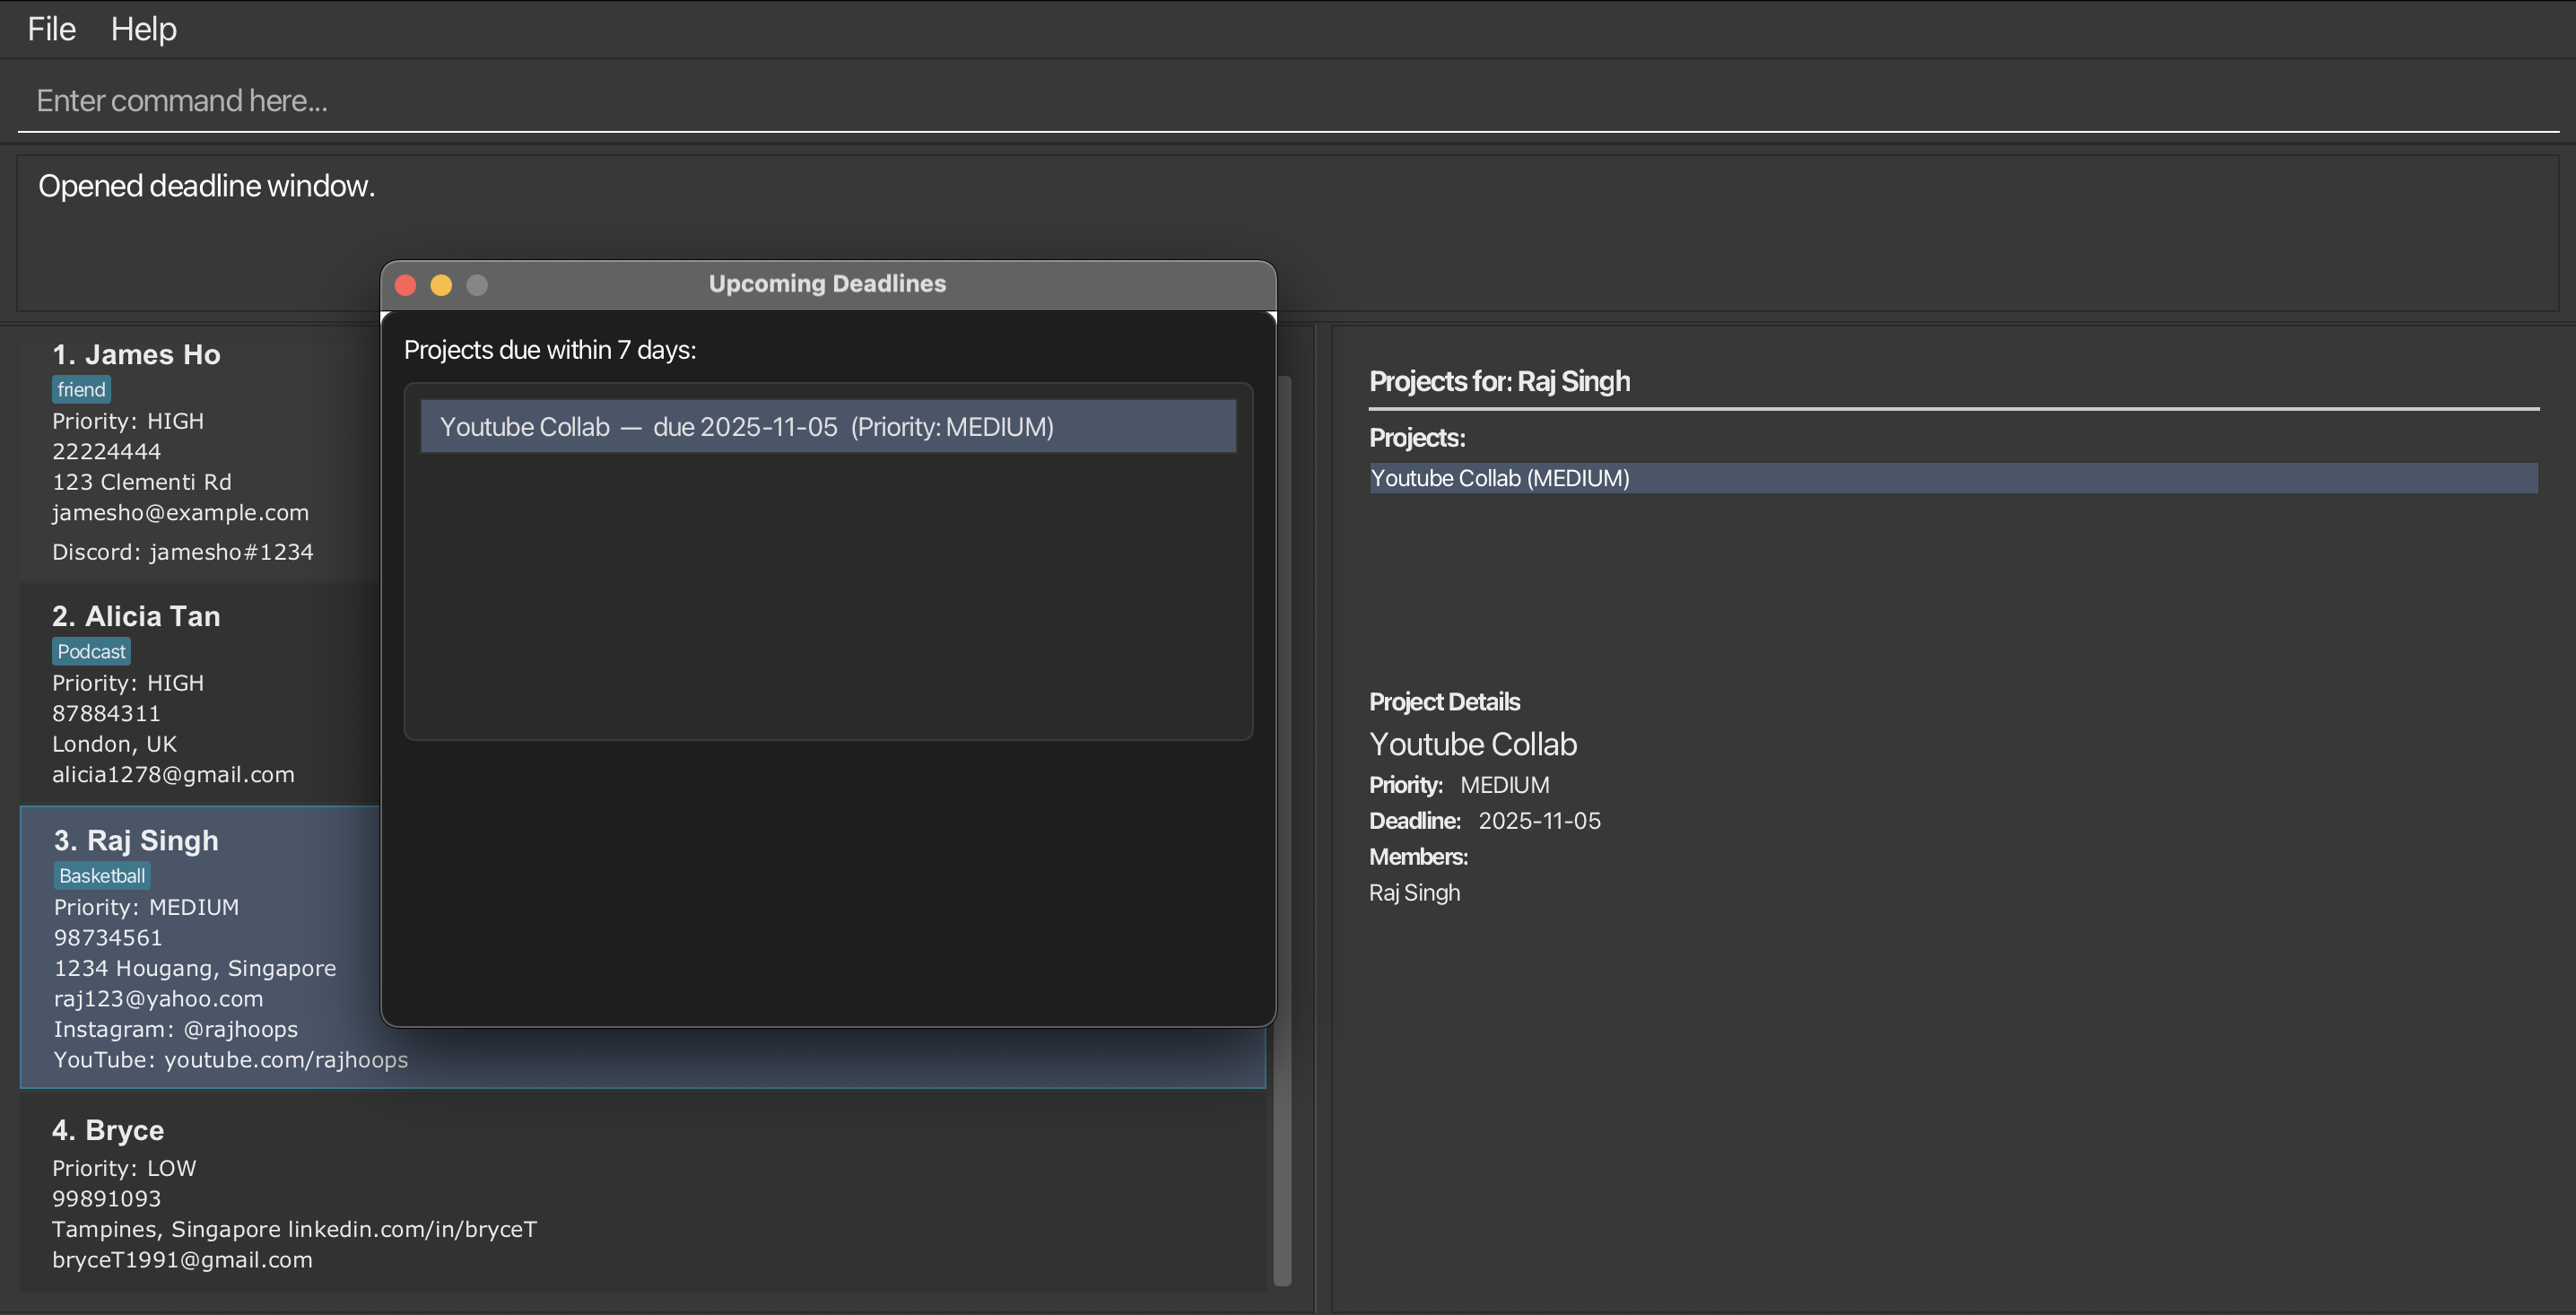 File Help
Enter command here...
Opened deadline window.
Upcoming Deadlines
Projects due within 7 days:
Youtube Collab — due 2025-11-05 (Priority: MEDIUM)
1. James Ho
friend
Priority: HIGH
22224444
123 Clementi Rd
jamesho@example.com
Discord: jamesho#1234
2. Alicia Tan
Podcast
Priority: HIGH
87884311
London, UK
alicia1278@gmail.com
3. Raj Singh
Basketball
Priority: MEDIUM
98734561
1234 Hougang, Singapore
raj123@yahoo.com
Instagram: @rajhoops
YouTube: youtube.com/rajhoops
4. Bryce
Priority: LOW
99891093
Tampines, Singapore linkedin.com/in/bryceT
bryceT1991@gmail.com
Projects for: Raj Singh
Projects:
Youtube Collab (MEDIUM)
Project Details
Youtube Collab
Priority: MEDIUM
Deadline: 2025-11-05
Members:
Raj Singh